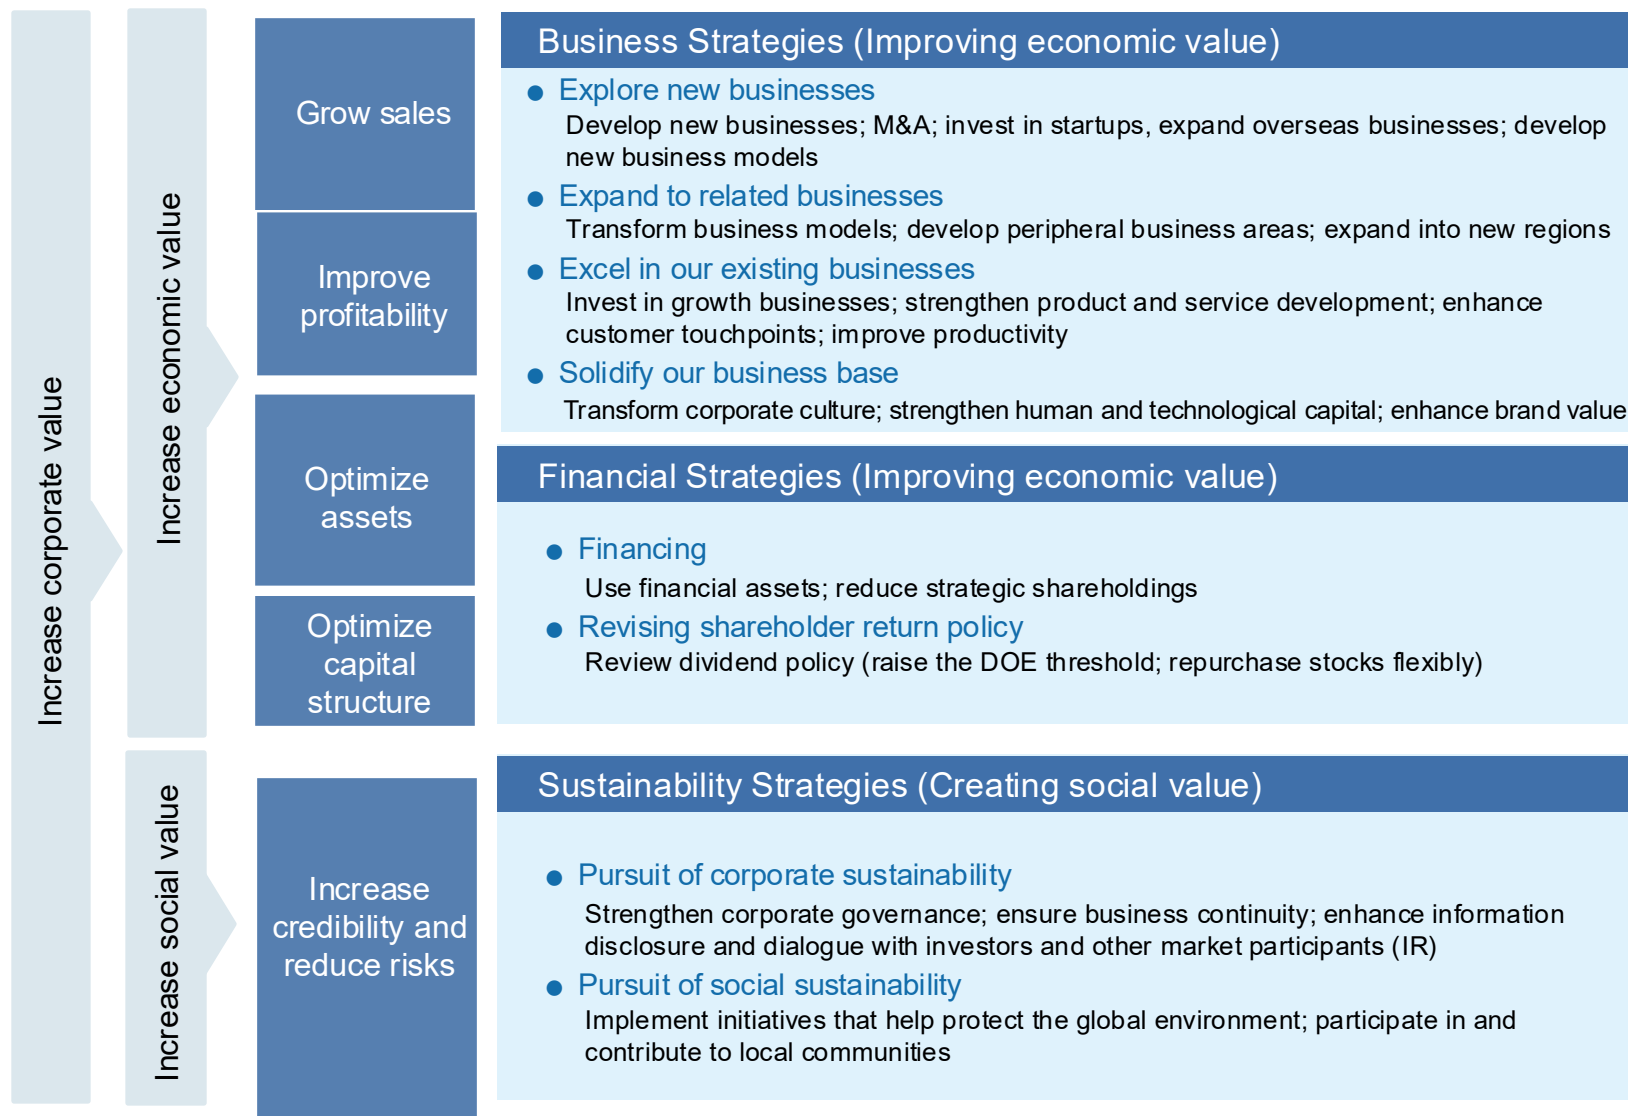 Increase corporate value
Increase economic value
Grow sales
Improve
profitability
Optimize
assets
Optimize
capital
structure
Business Strategies (Improving economic value)
● Explore new businesses
Develop new businesses; M&A; invest in startups, expand overseas businesses; develop
new business models
● Expand to related businesses
Transform business models; develop peripheral business areas; expand into new regions
● Excel in our existing businesses
Invest in growth businesses; strengthen product and service development; enhance
customer touchpoints; improve productivity
● Solidify our business base
Transform corporate culture; strengthen human and technological capital; enhance brand value
Financial Strategies (Improving economic value)
● Financing
Use financial assets; reduce strategic shareholdings
● Revising shareholder return policy
Review dividend policy (raise the DOE threshold; repurchase stocks flexibly)
Increase social value
Increase
credibility and
reduce risks
Sustainability Strategies (Creating social value)
● Pursuit of corporate sustainability
Strengthen corporate governance; ensure business continuity; enhance information
disclosure and dialogue with investors and other market participants (IR)
● Pursuit of social sustainability
Implement initiatives that help protect the global environment; participate in and
contribute to local communities